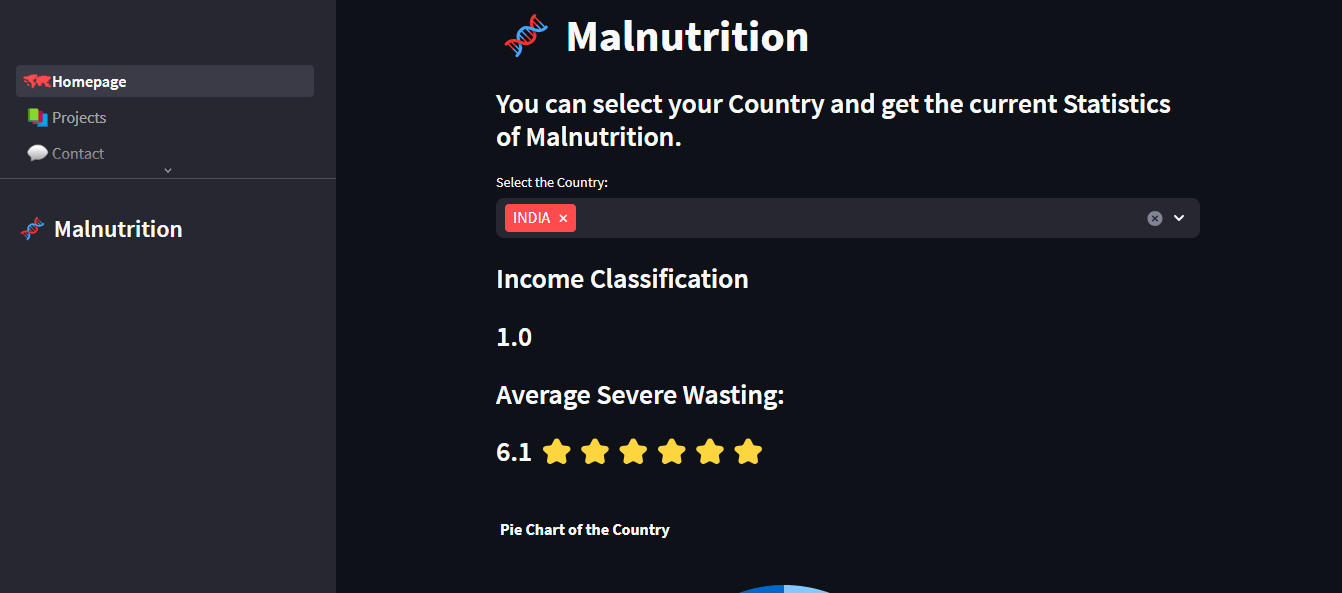 Homepage
Projects
Contact
Malnutrition
Malnutrition
You can select your Country and get the current Statistics
of Malnutrition.
Select the Country:
INDIA
Income Classification
1.0
Average Severe Wasting:
6.1
Pie Chart of the Country